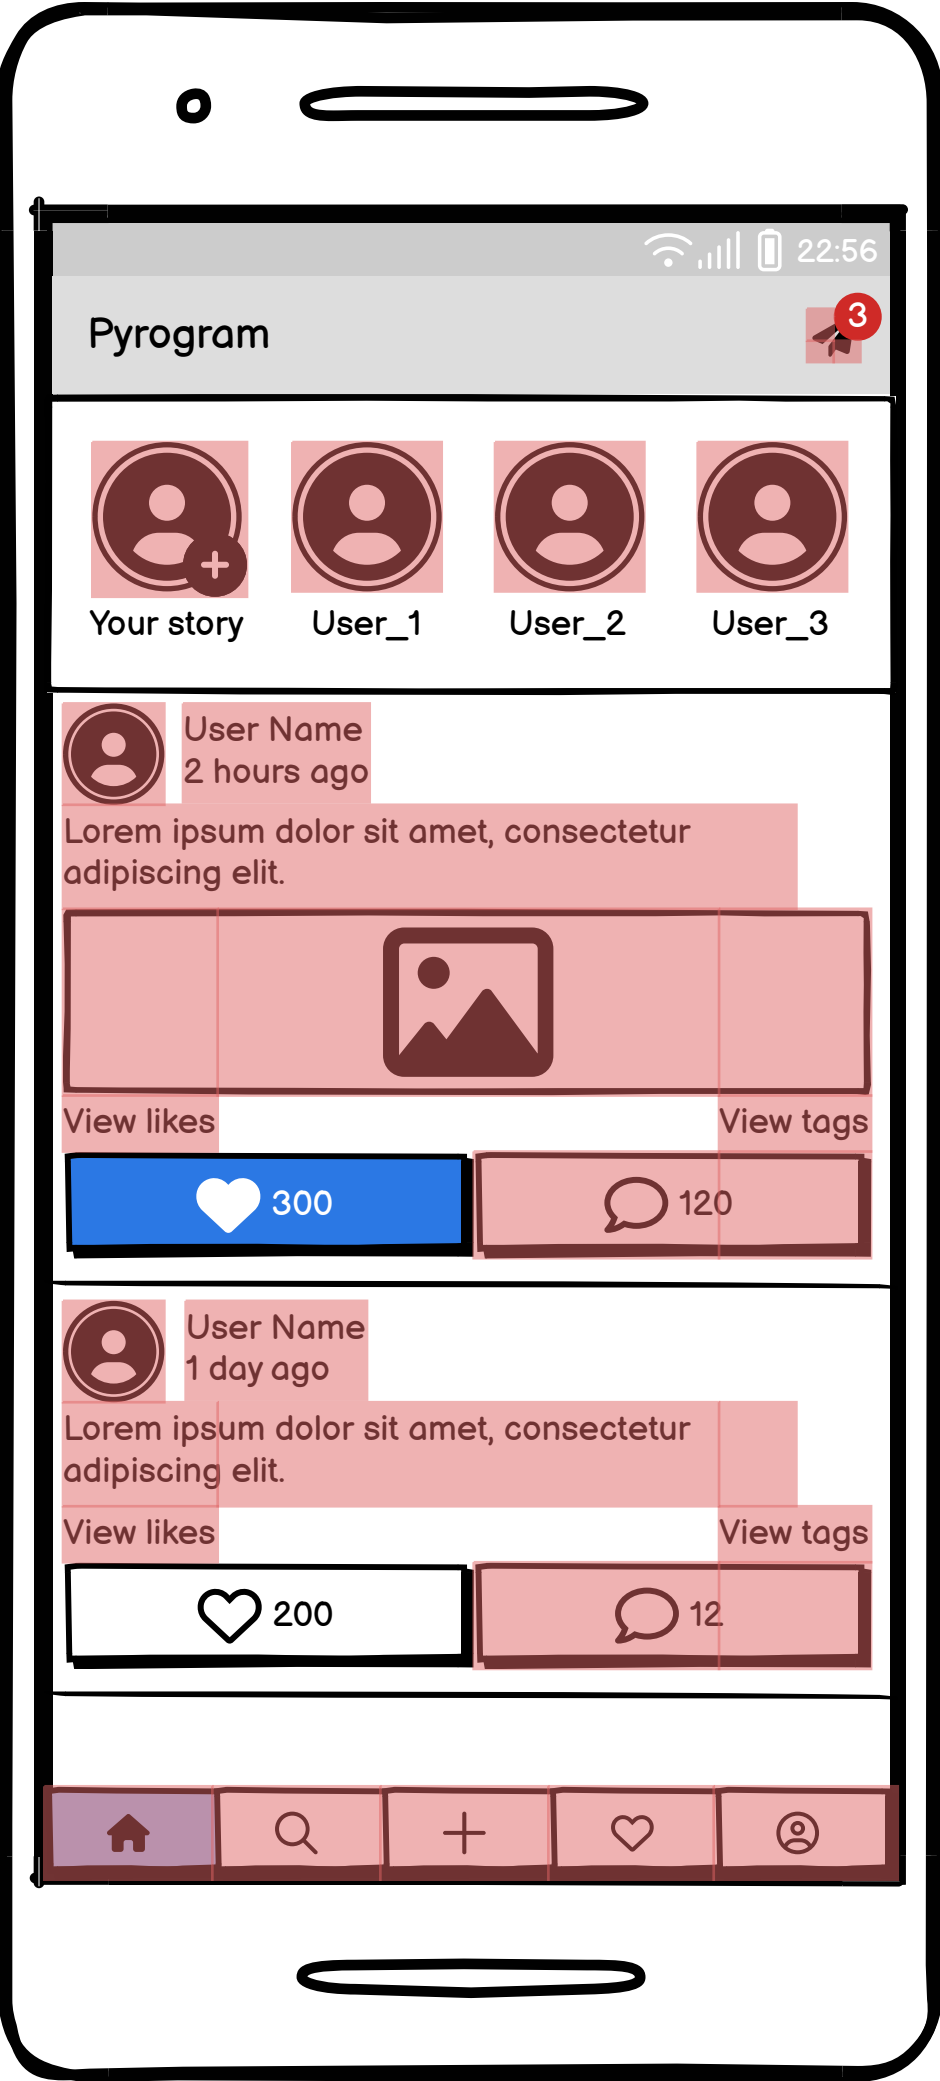 22:56
Pyrogram
3
Your story
User_1
User_2
User_3
User Name
2 hours ago
Lorem ipsum dolor sit amet, consectetur
adipiscing elit.
View likes
View tags
300
120
User Name
1 day ago
Lorem ipsum dolor sit amet, consectetur
adipiscing elit.
View likes
View tags
200
12